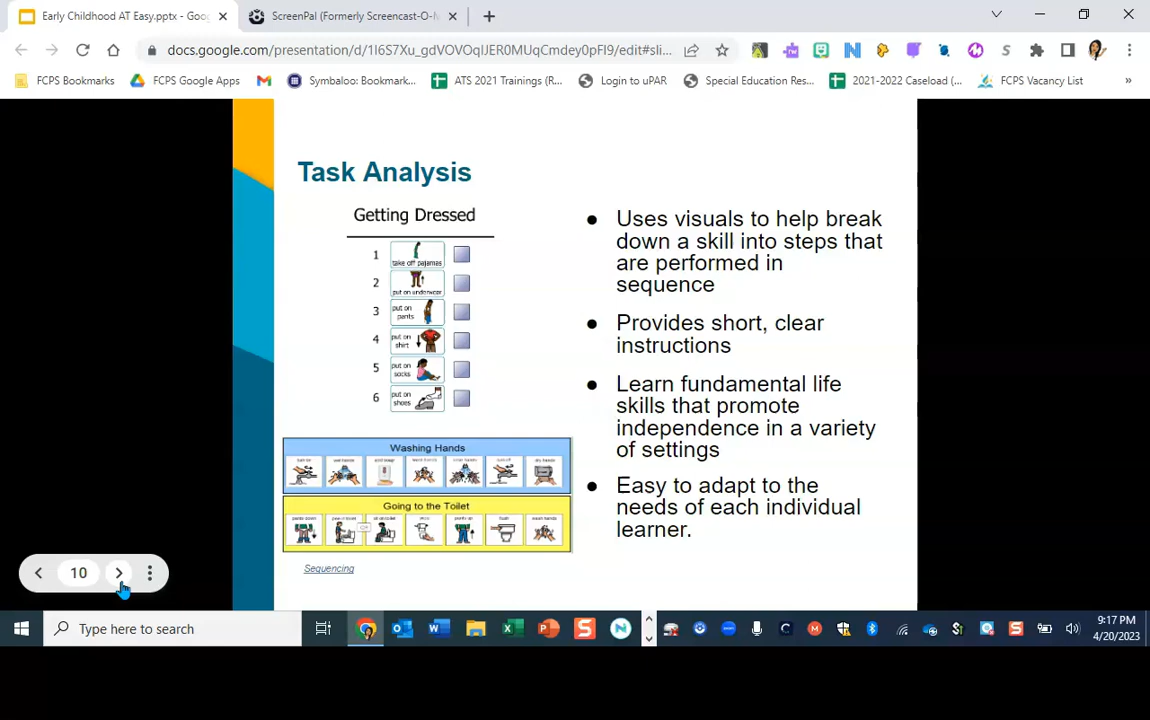 Early Childhood AT Easy.pptx - Goo
ScreenPal (Formerly Screencast-O-M
docs.google.com/presentation/d/1l6S7Xu_gdVOVOqlJER0MUqCmdey0pFI9/edit#sli...
FCPS Bookmarks
FCPS Google Apps
Symbaloo: Bookmark...
ATS 2021 Trainings (R...
Login to uPAR
Special Education Res...
2021-2022 Caseload (...
FCPS Vacancy List
»
Task Analysis
Getting Dressed
1 take off pajamas
2 put on underwear
3 put on pants
4 put on shirt
5 put on socks
6 put on shoes
Washing Hands
Going to the Toilet
Sequencing
● Uses visuals to help break
down a skill into steps that
are performed in
sequence
● Provides short, clear
instructions
● Learn fundamental life
skills that promote
independence in a variety
of settings
● Easy to adapt to the
needs of each individual
learner.
10
Type here to search
9:17 PM
4/20/2023